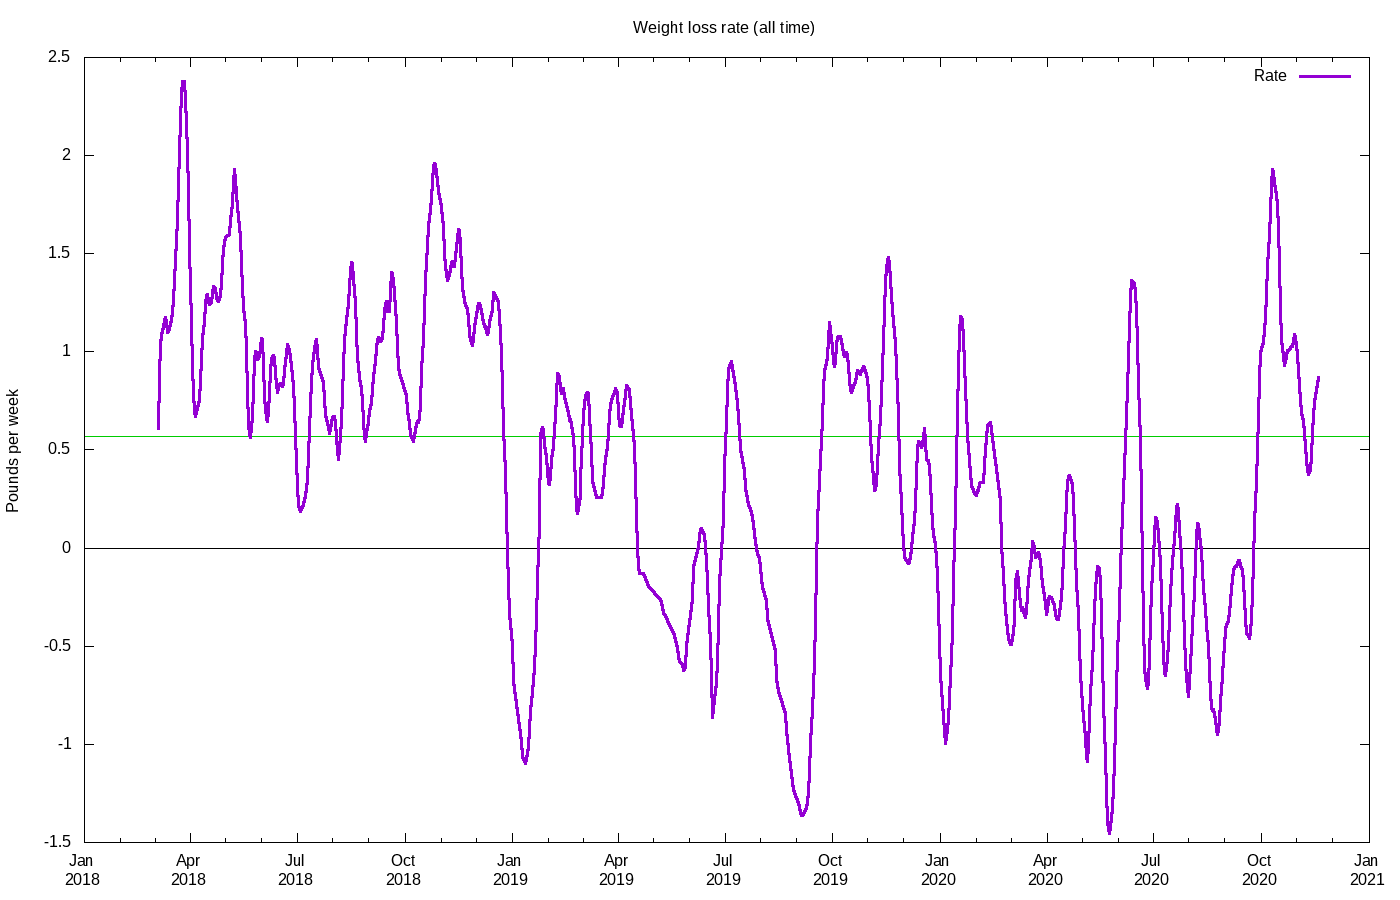 Weight loss rate (all time)
Rate
Pounds per week
2.5
2
1.5
1
0.5
0
-0.5
-1
-1.5
Jan Apr Jul Oct Jan Apr Jul Oct Jan Apr Jul Oct Jan
2018 2018 2018 2018 2019 2019 2019 2019 2020 2020 2020 2020 2021